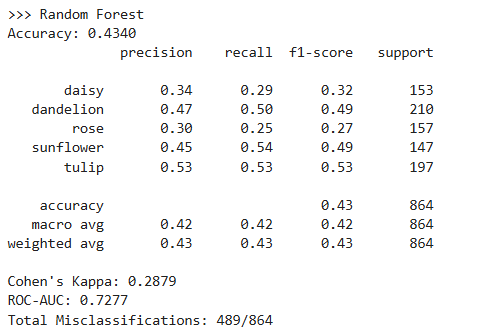 >>> Random Forest
Accuracy: 0.4340
              precision    recall  f1-score   support

       daisy       0.34      0.29      0.32       153
   dandelion       0.47      0.50      0.49       210
        rose       0.30      0.25      0.27       157
   sunflower       0.45      0.54      0.49       147
       tulip       0.53      0.53      0.53       197

    accuracy                           0.43       864
   macro avg       0.42      0.42      0.42       864
weighted avg       0.43      0.43      0.43       864

Cohen's Kappa: 0.2879
ROC-AUC: 0.7277
Total Misclassifications: 489/864